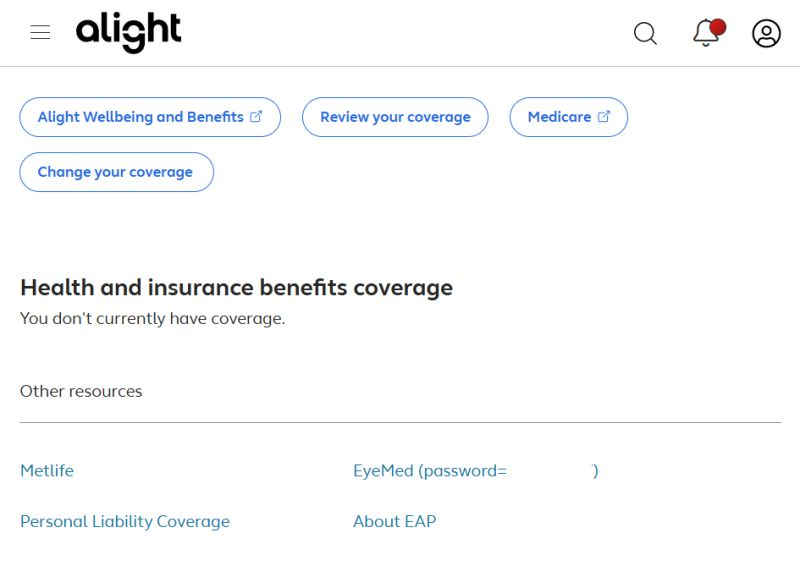 alight
Alight Wellbeing and Benefits
Review your coverage
Medicare
Change your coverage
Health and insurance benefits coverage
You don't currently have coverage.
Other resources
Metlife
EyeMed (password= )
Personal Liability Coverage
About EAP